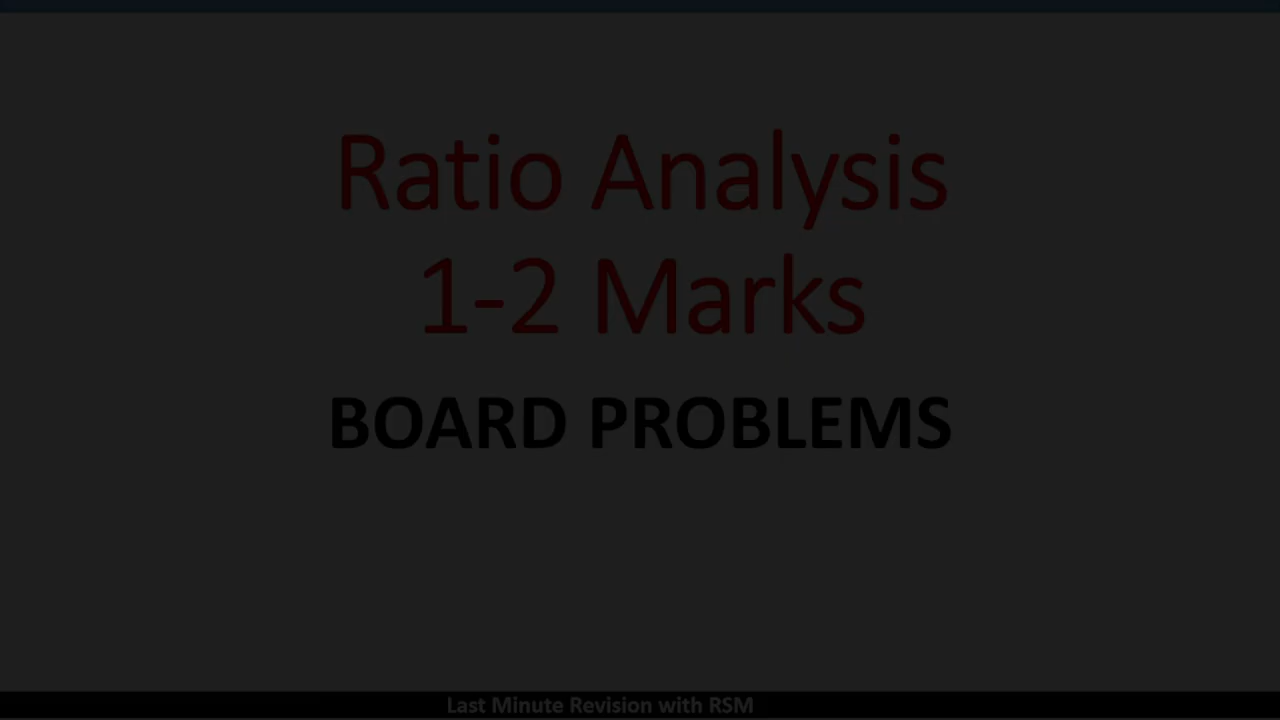 Ratio Analysis
1-2 Marks
BOARD PROBLEMS
Last Minute Revision with RSM